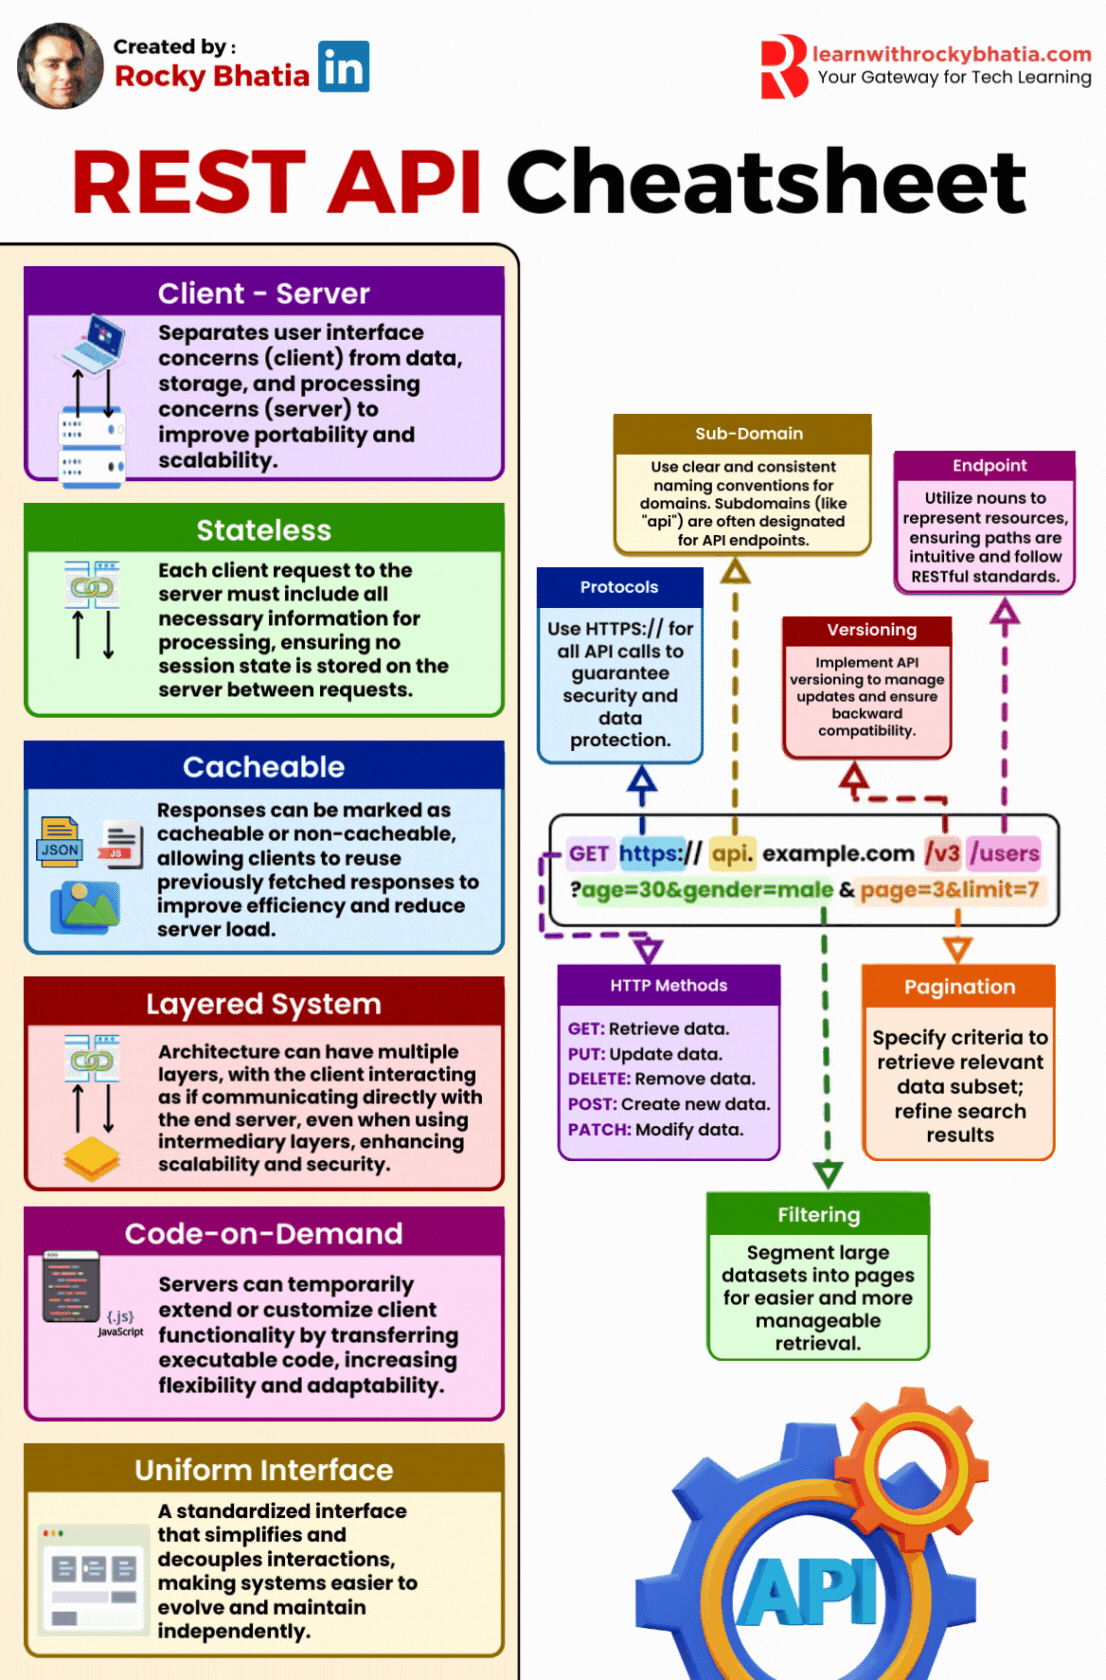 Created by :
Rocky Bhatia
in
learnwithrockybhatia.com
Your Gateway for Tech Learning
REST API Cheatsheet
Client - Server
Separates user interface
concerns (client) from data,
storage, and processing
concerns (server) to
improve portability and
scalability.
Stateless
Each client request to the
server must include all
necessary information for
processing, ensuring no
session state is stored on the
server between requests.
Cacheable
JSON
JS
Responses can be marked as
cacheable or non-cacheable,
allowing clients to reuse
previously fetched responses to
improve efficiency and reduce
server load.
Layered System
Architecture can have multiple
layers, with the client interacting
as if communicating directly with
the end server, even when using
intermediary layers, enhancing
scalability and security.
Code-on-Demand
{.js}
JavaScript
Servers can temporarily
extend or customize client
functionality by transferring
executable code, increasing
flexibility and adaptability.
Uniform Interface
A standardized interface
that simplifies and
decouples interactions,
making systems easier to
evolve and maintain
independently.
Sub-Domain
Use clear and consistent
naming conventions for
domains. Subdomains (like
"api") are often designated
for API endpoints.
Endpoint
Utilize nouns to
represent resources,
ensuring paths are
intuitive and follow
RESTful standards.
Protocols
Use HTTPS:// for
all API calls to
guarantee
security and
data
protection.
Versioning
Implement API
versioning to manage
updates and ensure
backward
compatibility.
GET https:// api. example.com /v3 /users
?age=30&gender=male & page=3&limit=7
HTTP Methods
GET: Retrieve data.
PUT: Update data.
DELETE: Remove data.
POST: Create new data.
PATCH: Modify data.
Pagination
Specify criteria to
retrieve relevant
data subset;
refine search
results
Filtering
Segment large
datasets into pages
for easier and more
manageable
retrieval.
API